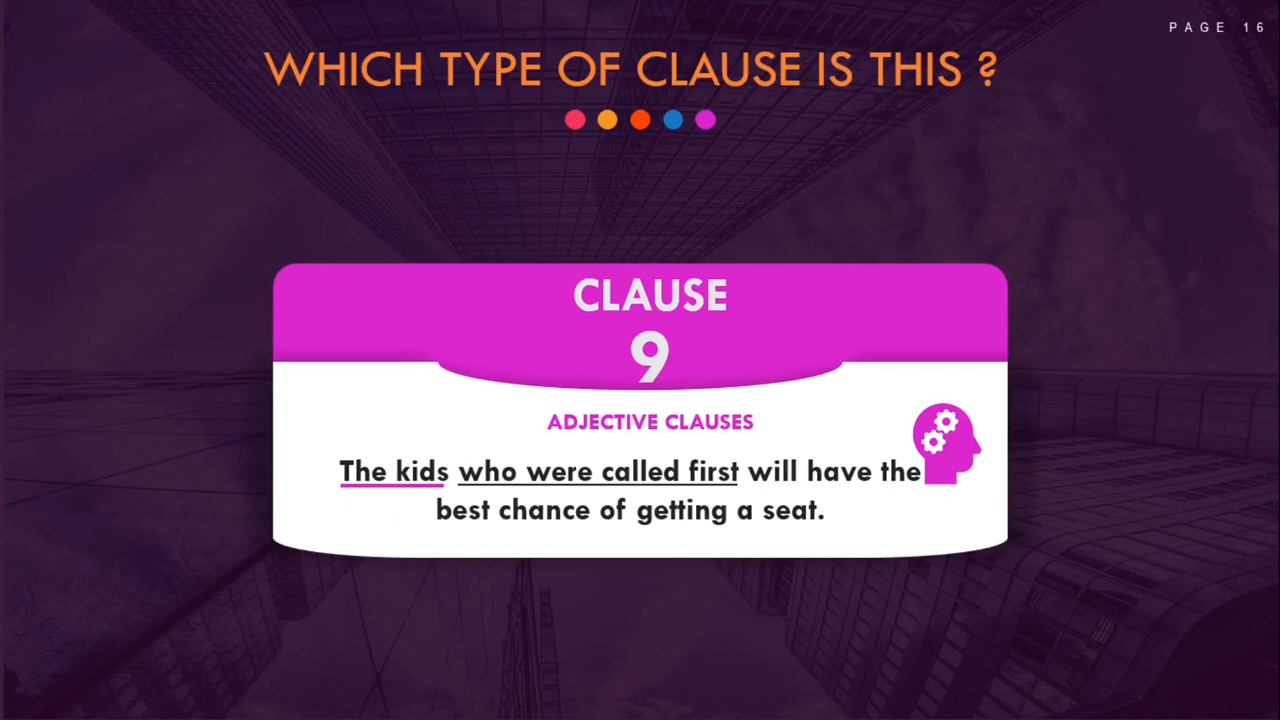 PAGE 16
WHICH TYPE OF CLAUSE IS THIS ?
CLAUSE
9
ADJECTIVE CLAUSES
The kids who were called first will have the
best chance of getting a seat.